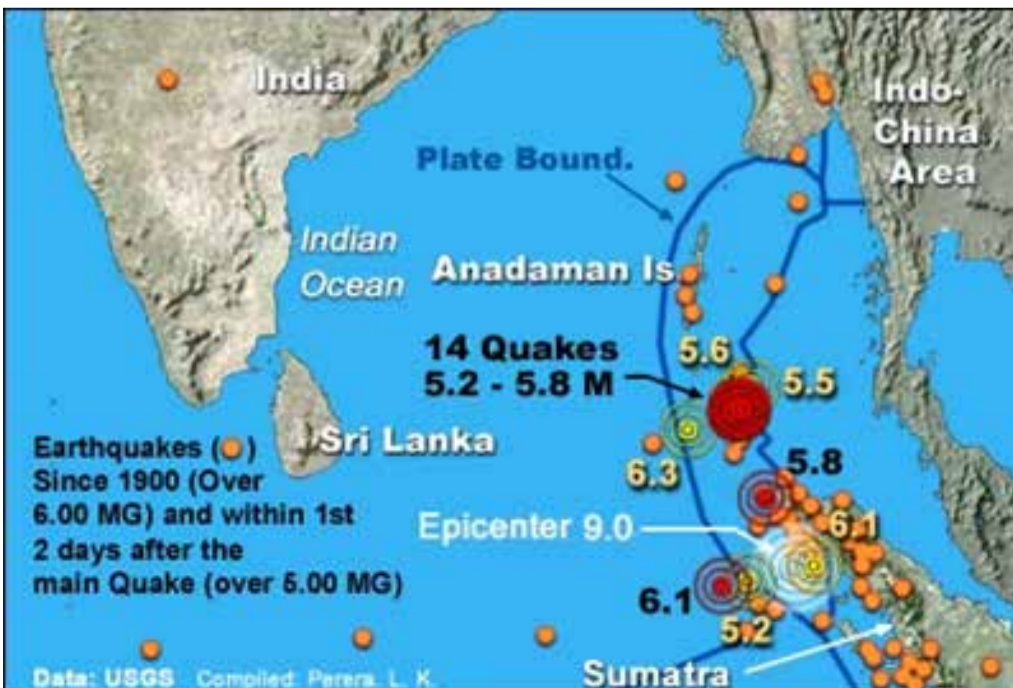 India
Indo-
China
Area
Plate Bound.
Indian
Ocean
Anadaman Is
14 Quakes
5.2 - 5.8 M
5.6
5.5
Sri Lanka
6.3
5.8
Earthquakes ( )
Since 1900 (Over
6.00 MG) and within 1st
2 days after the
main Quake (over 5.00 MG)
Epicenter 9.0
6.1
6.1
5.2
Sumatra
Data: USGS Compiled: Perera. L. K.